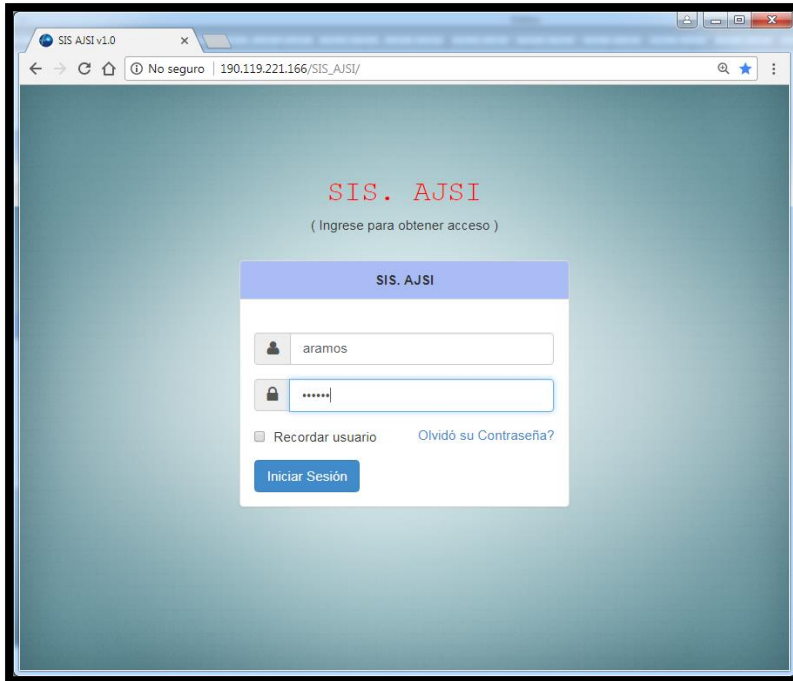 SIS AJSI v1.0
No seguro | 190.119.221.166/SIS_AJSI/
SIS. AJSI
( Ingrese para obtener acceso )
SIS. AJSI
aramos
••••••
Recordar usuario
Olvidó su Contraseña?
Iniciar Sesión